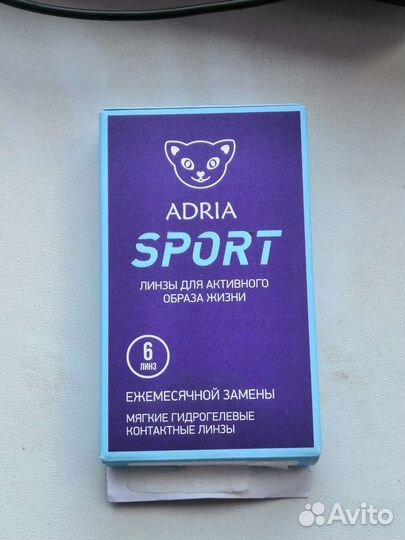 ADRIA
SPORT
ЛИНЗЫ ДЛЯ АКТИВНОГО
ОБРАЗА ЖИЗНИ
6
ЛИНЗ
ЕЖЕМЕСЯЧНОЙ ЗАМЕНЫ
МЯГКИЕ ГИДРОГЕЛЕВЫЕ
КОНТАКТНЫЕ ЛИНЗЫ
Avito